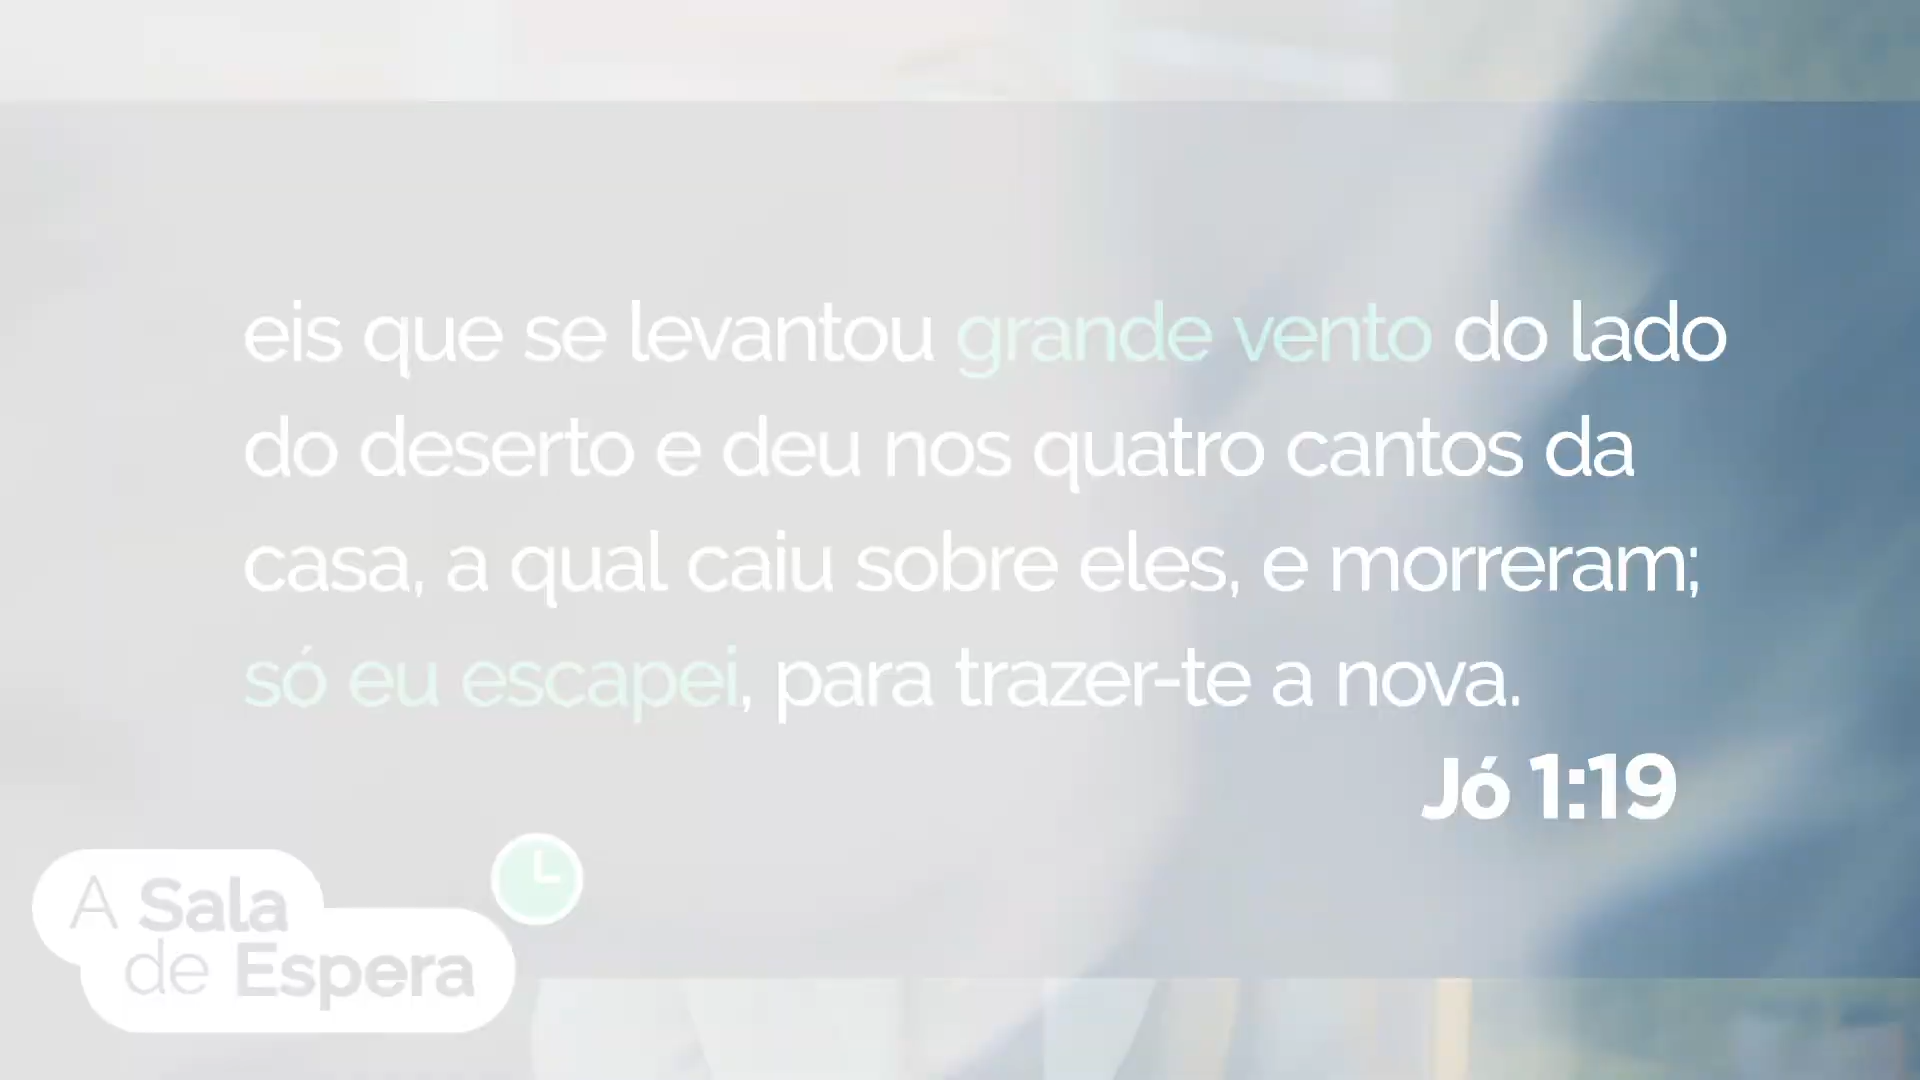 eis que se levantou grande vento do lado
do deserto e deu nos quatro cantos da
casa, a qual caiu sobre eles, e morreram;
só eu escapei, para trazer-te a nova.
Jó 1:19
A Sala
de Espera